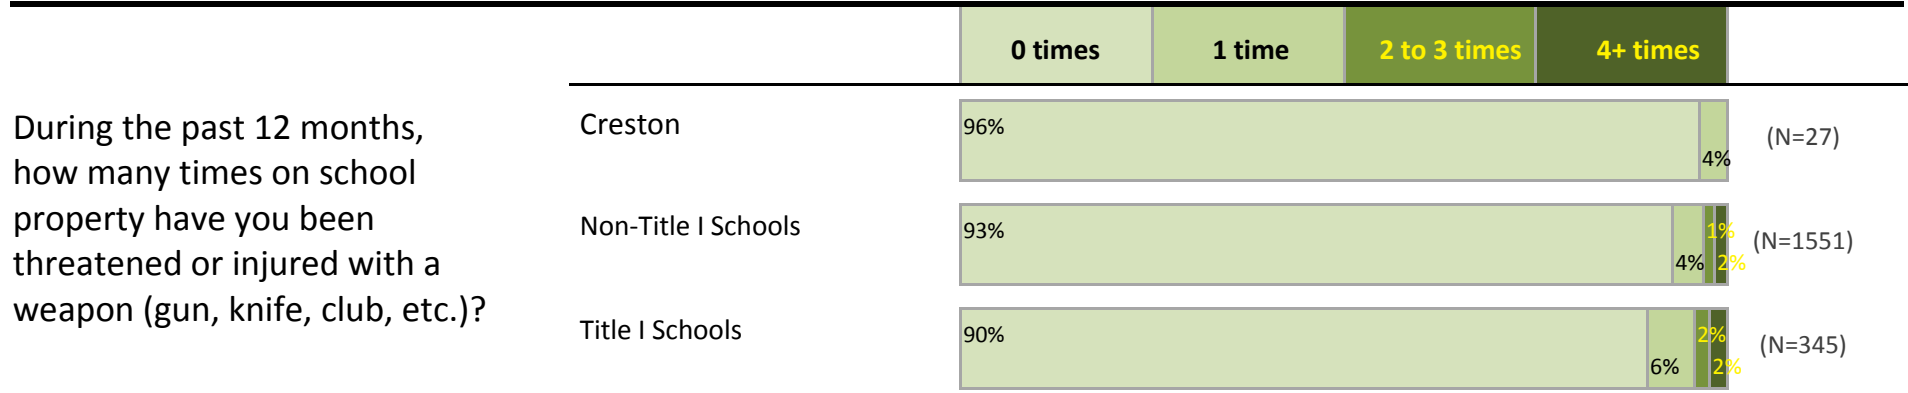 0 times 1 time 2 to 3 times 4+ times
During the past 12 months,
how many times on school
property have you been
threatened or injured with a
weapon (gun, knife, club, etc.)?
Creston 96% 4% (N=27)
Non-Title I Schools 93% 4% 1% 2% (N=1551)
Title I Schools 90% 6% 2% 2% (N=345)